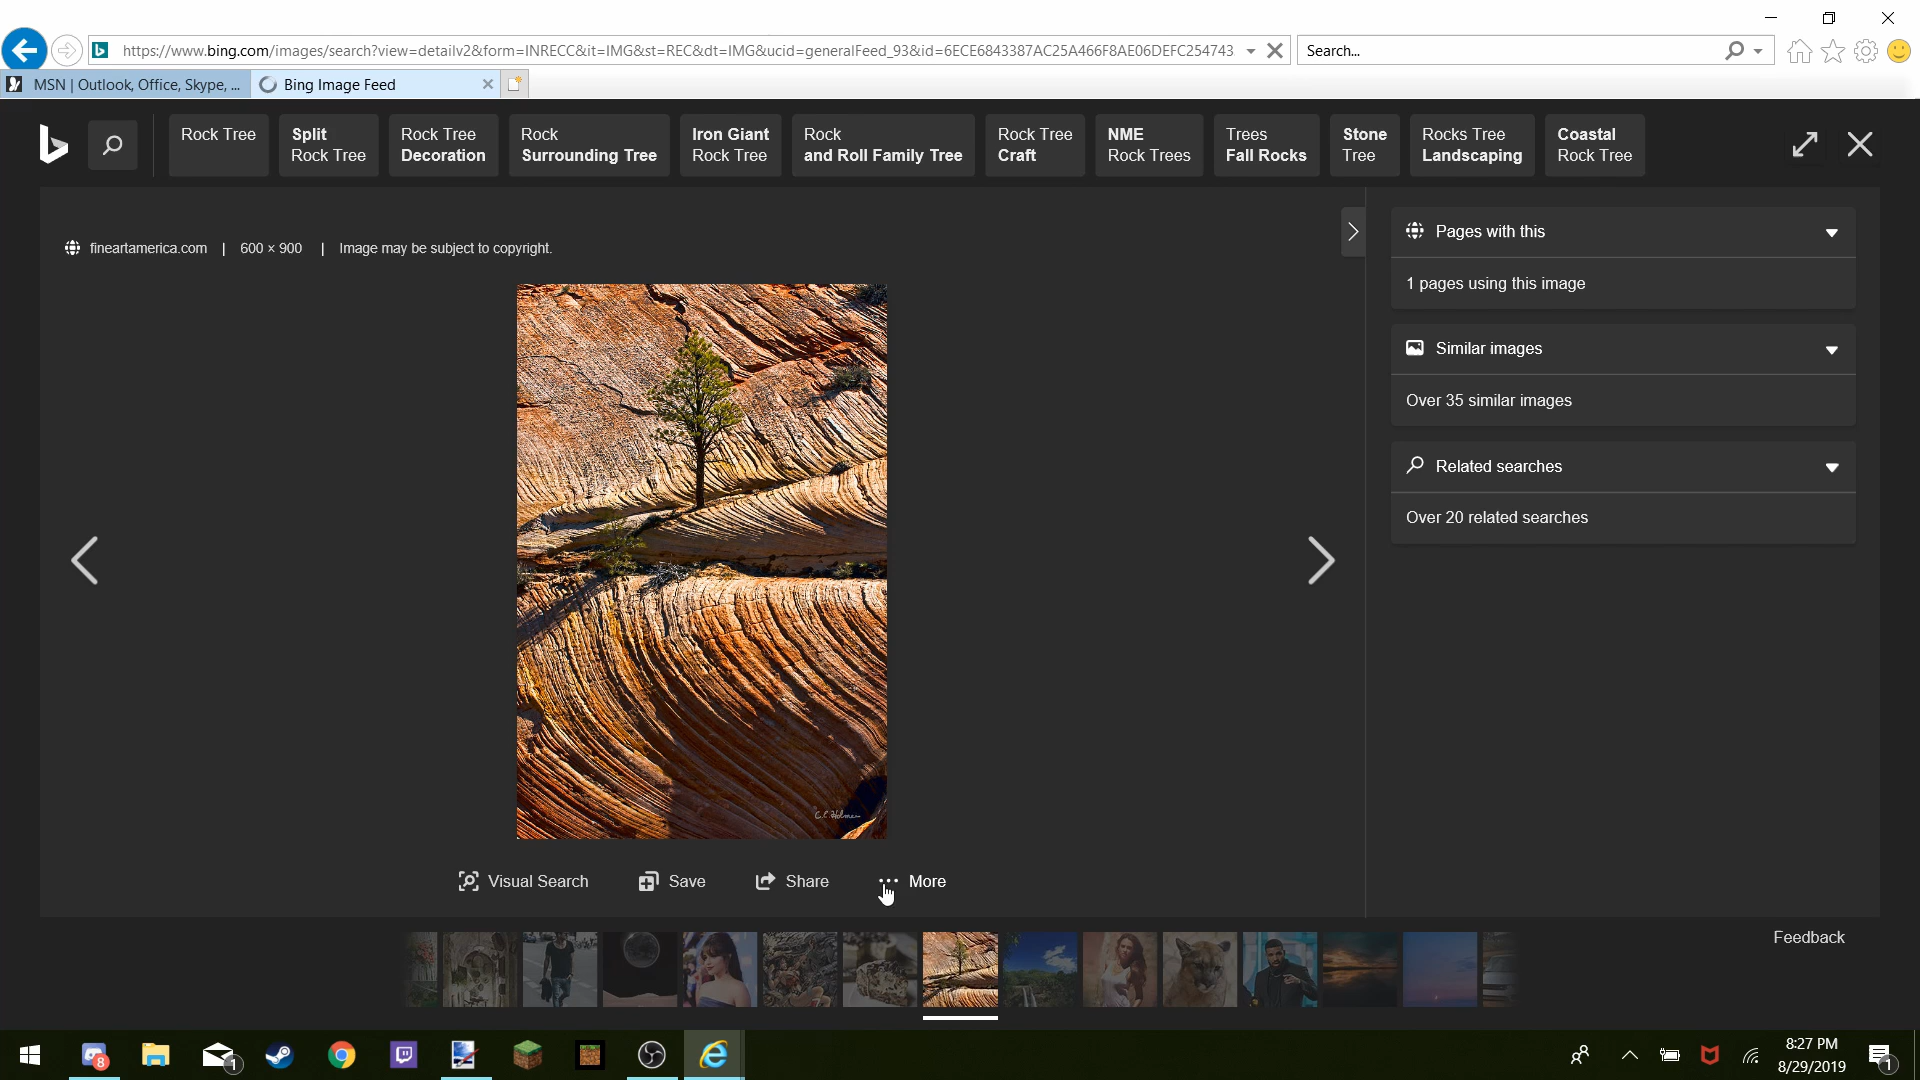 https://www.bing.com/images/search?view=detailv2&form=INRECC&it=IMG&st=REC&dt=IMG&ucid=generalFeed_93&id=6ECE6843387AC25A466F8AE06DEFC254743
Search...
MSN | Outlook, Office, Skype, ...
Bing Image Feed
Rock Tree
Split
Rock Tree
Rock Tree
Decoration
Rock
Surrounding Tree
Iron Giant
Rock Tree
Rock
and Roll Family Tree
Rock Tree
Craft
NME
Rock Trees
Trees
Fall Rocks
Stone
Tree
Rocks Tree
Landscaping
Coastal
Rock Tree
fineartamerica.com | 600 × 900 | Image may be subject to copyright.
Pages with this
1 pages using this image
Similar images
Over 35 similar images
Related searches
Over 20 related searches
C.C. Holmes
Visual Search
Save
Share
More
Feedback
8
1
8:27 PM
8/29/2019
1